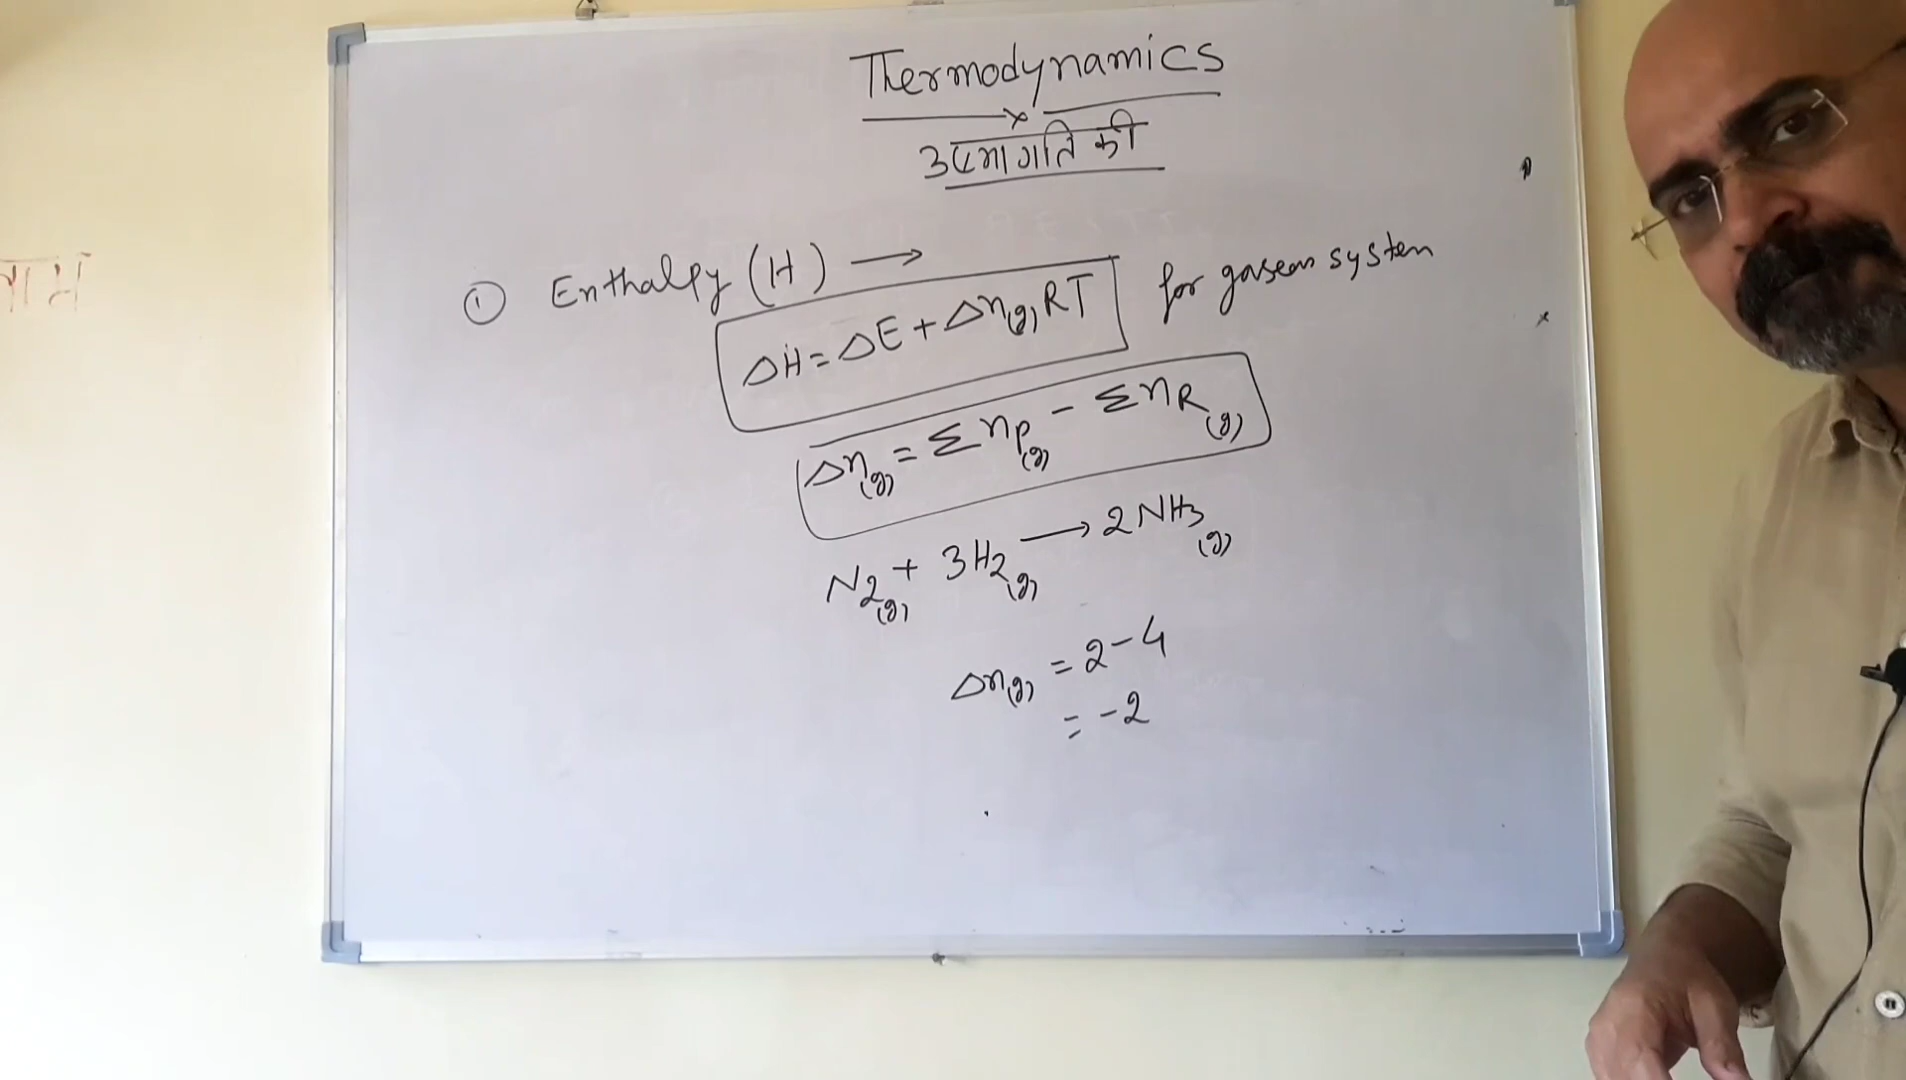 Thermodynamics
उष्मागतिकी
① Enthalpy (H) →
ΔH = ΔE + Δn(g) RT for gaseous system
Δn(g) = Σnp(g) - ΣnR(g)
N2(g) + 3H2(g) → 2NH3(g)
Δn(g) = 2-4
= -2